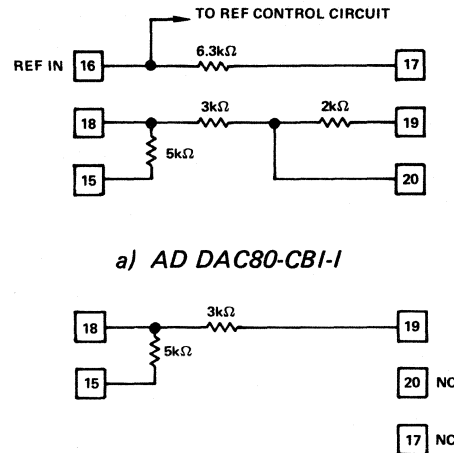 TO REF CONTROL CIRCUIT
REF IN 16 6.3kΩ 17
18 3kΩ 2kΩ 19
5kΩ
15 20
a) AD DAC80-CBI-I
18 3kΩ 19
5kΩ
15 20 NC
17 NC